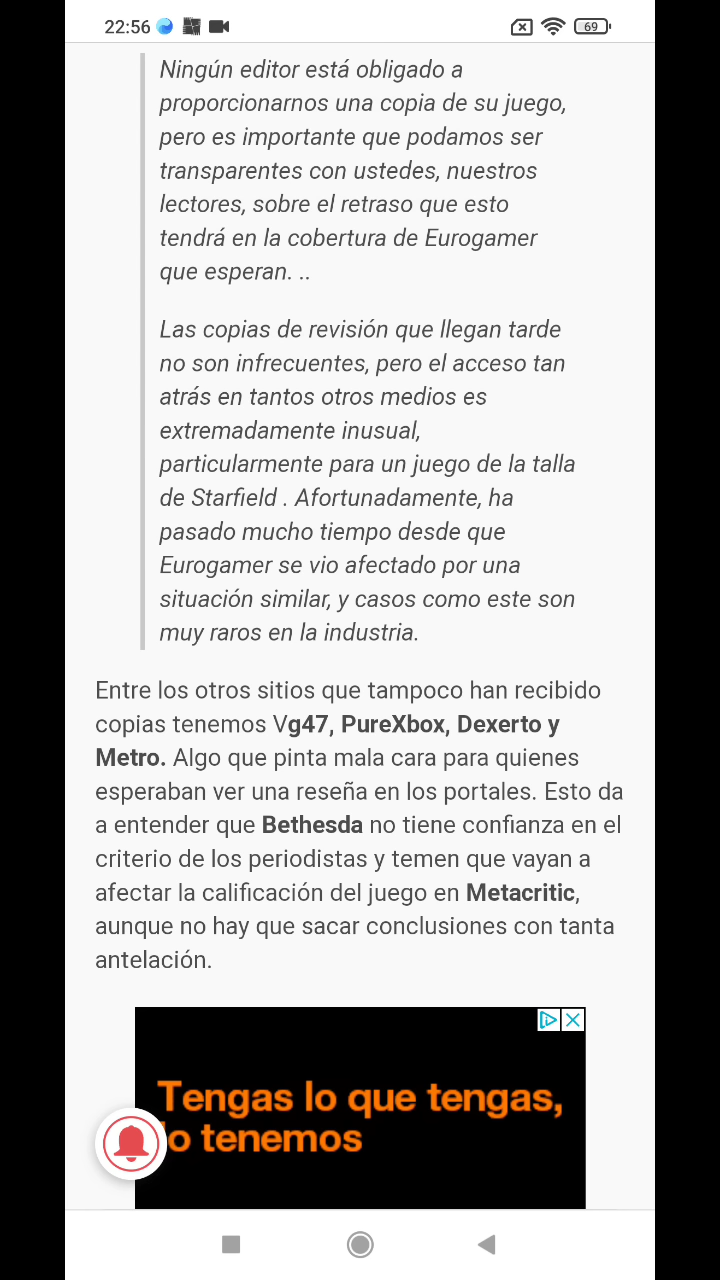 22:56
69
Ningún editor está obligado a
proporcionarnos una copia de su juego,
pero es importante que podamos ser
transparentes con ustedes, nuestros
lectores, sobre el retraso que esto
tendrá en la cobertura de Eurogamer
que esperan. ..
Las copias de revisión que llegan tarde
no son infrecuentes, pero el acceso tan
atrás en tantos otros medios es
extremadamente inusual,
particularmente para un juego de la talla
de Starfield . Afortunadamente, ha
pasado mucho tiempo desde que
Eurogamer se vio afectado por una
situación similar, y casos como este son
muy raros en la industria.
Entre los otros sitios que tampoco han recibido
copias tenemos Vg47, PureXbox, Dexerto y
Metro. Algo que pinta mala cara para quienes
esperaban ver una reseña en los portales. Esto da
a entender que Bethesda no tiene confianza en el
criterio de los periodistas y temen que vayan a
afectar la calificación del juego en Metacritic,
aunque no hay que sacar conclusiones con tanta
antelación.
Tengas lo que tengas,
lo tenemos